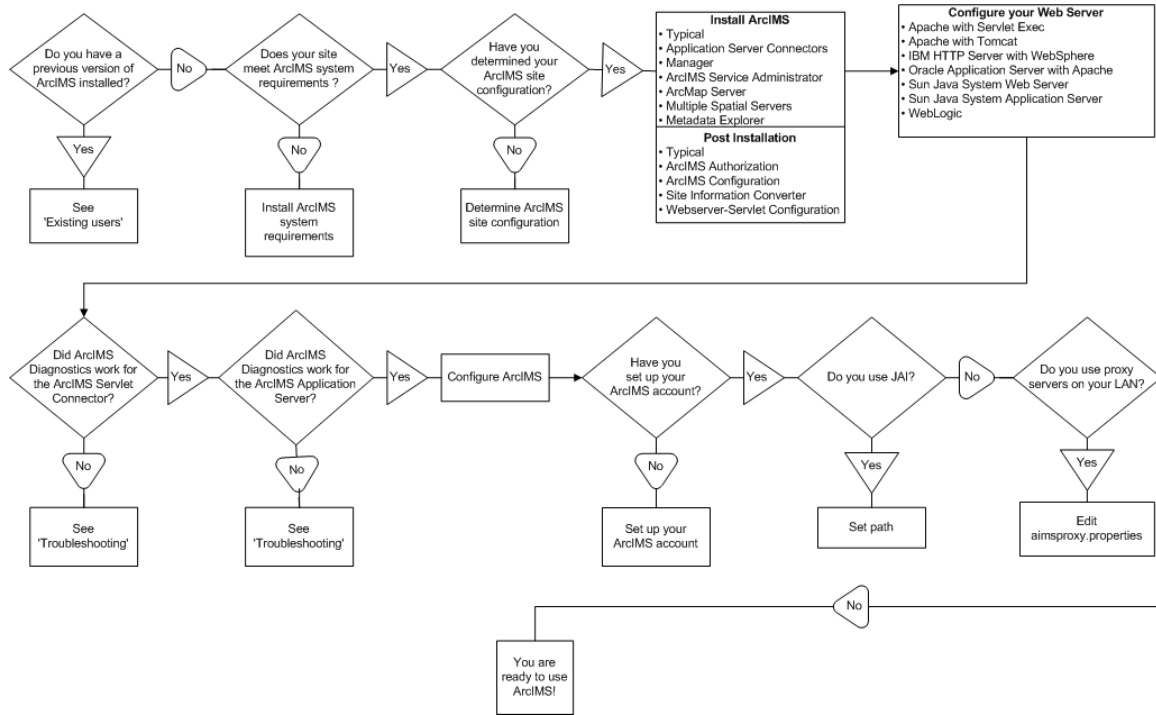 Do you have a
previous version of
ArcIMS installed?
No
Does your site
meet ArcIMS system
requirements ?
Yes
Have you
determined your
ArcIMS site
configuration?
Yes
Install ArcIMS
• Typical
• Application Server Connectors
• Manager
• ArcIMS Service Administrator
• ArcMap Server
• Multiple Spatial Servers
• Metadata Explorer
Post Installation
• Typical
• ArcIMS Authorization
• ArcIMS Configuration
• Site Information Converter
• Webserver-Servlet Configuration
Configure your Web Server
• Apache with Servlet Exec
• Apache with Tomcat
• IBM HTTP Server with WebSphere
• Oracle Application Server with Apache
• Sun Java System Web Server
• Sun Java System Application Server
• WebLogic
Yes
See
'Existing users'
No
Install ArcIMS
system
requirements
No
Determine ArcIMS
site configuration
Did ArcIMS
Diagnostics work for
the ArcIMS Servlet
Connector?
Yes
Did ArcIMS
Diagnostics work for
the ArcIMS Application
Server?
Yes
Configure ArcIMS
Have you
set up your
ArcIMS account?
Yes
Do you use JAI?
No
Do you use proxy
servers on your LAN?
No
See
'Troubleshooting'
No
See
'Troubleshooting'
No
Set up your
ArcIMS account
Yes
Set path
Yes
Edit
aimsproxy.properties
No
You are
ready to use
ArcIMS!